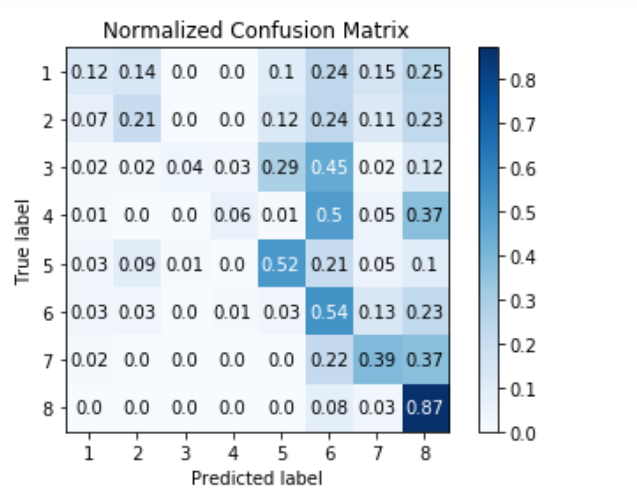 Normalized Confusion Matrix
1 0.12 0.14 0.0 0.0 0.1 0.24 0.15 0.25
2 0.07 0.21 0.0 0.0 0.12 0.24 0.11 0.23
3 0.02 0.02 0.04 0.03 0.29 0.45 0.02 0.12
4 0.01 0.0 0.0 0.06 0.01 0.5 0.05 0.37
5 0.03 0.09 0.01 0.0 0.52 0.21 0.05 0.1
6 0.03 0.03 0.0 0.01 0.03 0.54 0.13 0.23
7 0.02 0.0 0.0 0.0 0.0 0.22 0.39 0.37
8 0.0 0.0 0.0 0.0 0.0 0.08 0.03 0.87
1 2 3 4 5 6 7 8
True label
Predicted label
0.8
0.7
0.6
0.5
0.4
0.3
0.2
0.1
0.0